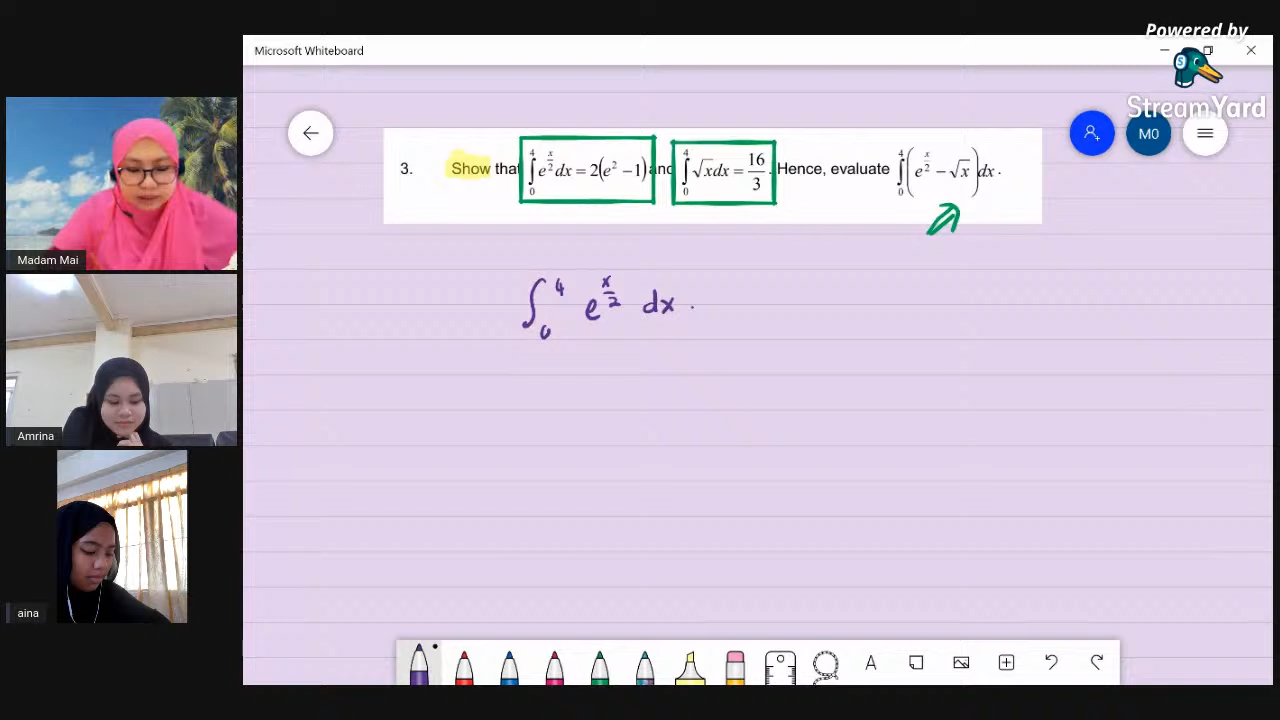 Powered by
Microsoft Whiteboard
StreamYard
M0
3. Show that ∫₀⁴ e^(x/2) dx = 2(e² − 1) and ∫₀⁴ √x dx = 16/3. Hence, evaluate ∫₀⁴ (e^(x/2) − √x) dx.
Madam Mai
∫₀⁴ e^(x/2) dx.
Amrina
aina
A